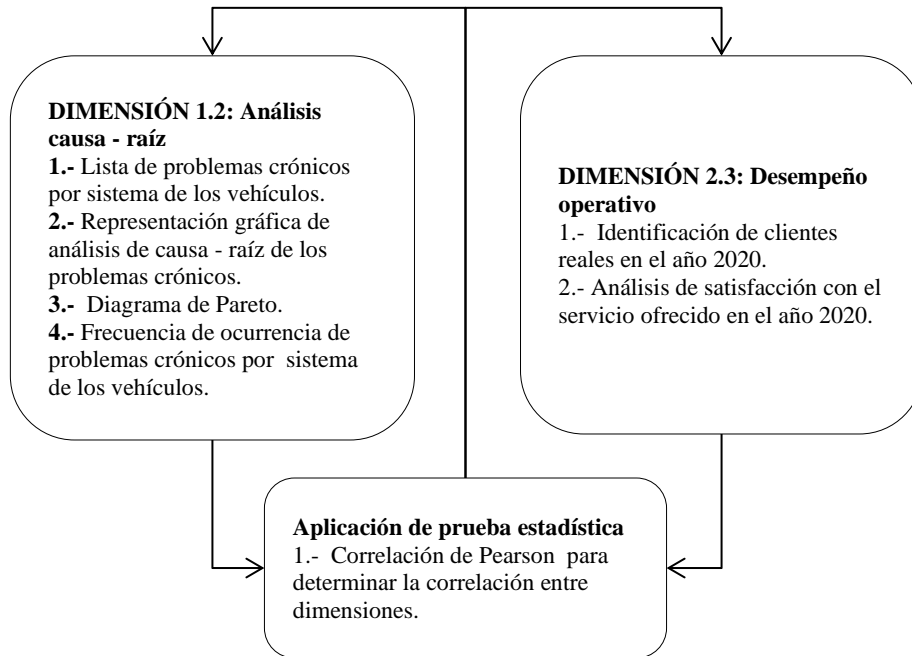 DIMENSIÓN 1.2: Análisis
causa - raíz
1.- Lista de problemas crónicos
por sistema de los vehículos.
2.- Representación gráfica de
análisis de causa - raíz de los
problemas crónicos.
3.- Diagrama de Pareto.
4.- Frecuencia de ocurrencia de
problemas crónicos por sistema
de los vehículos.
DIMENSIÓN 2.3: Desempeño
operativo
1.- Identificación de clientes
reales en el año 2020.
2.- Análisis de satisfacción con el
servicio ofrecido en el año 2020.
Aplicación de prueba estadística
1.- Correlación de Pearson para
determinar la correlación entre
dimensiones.